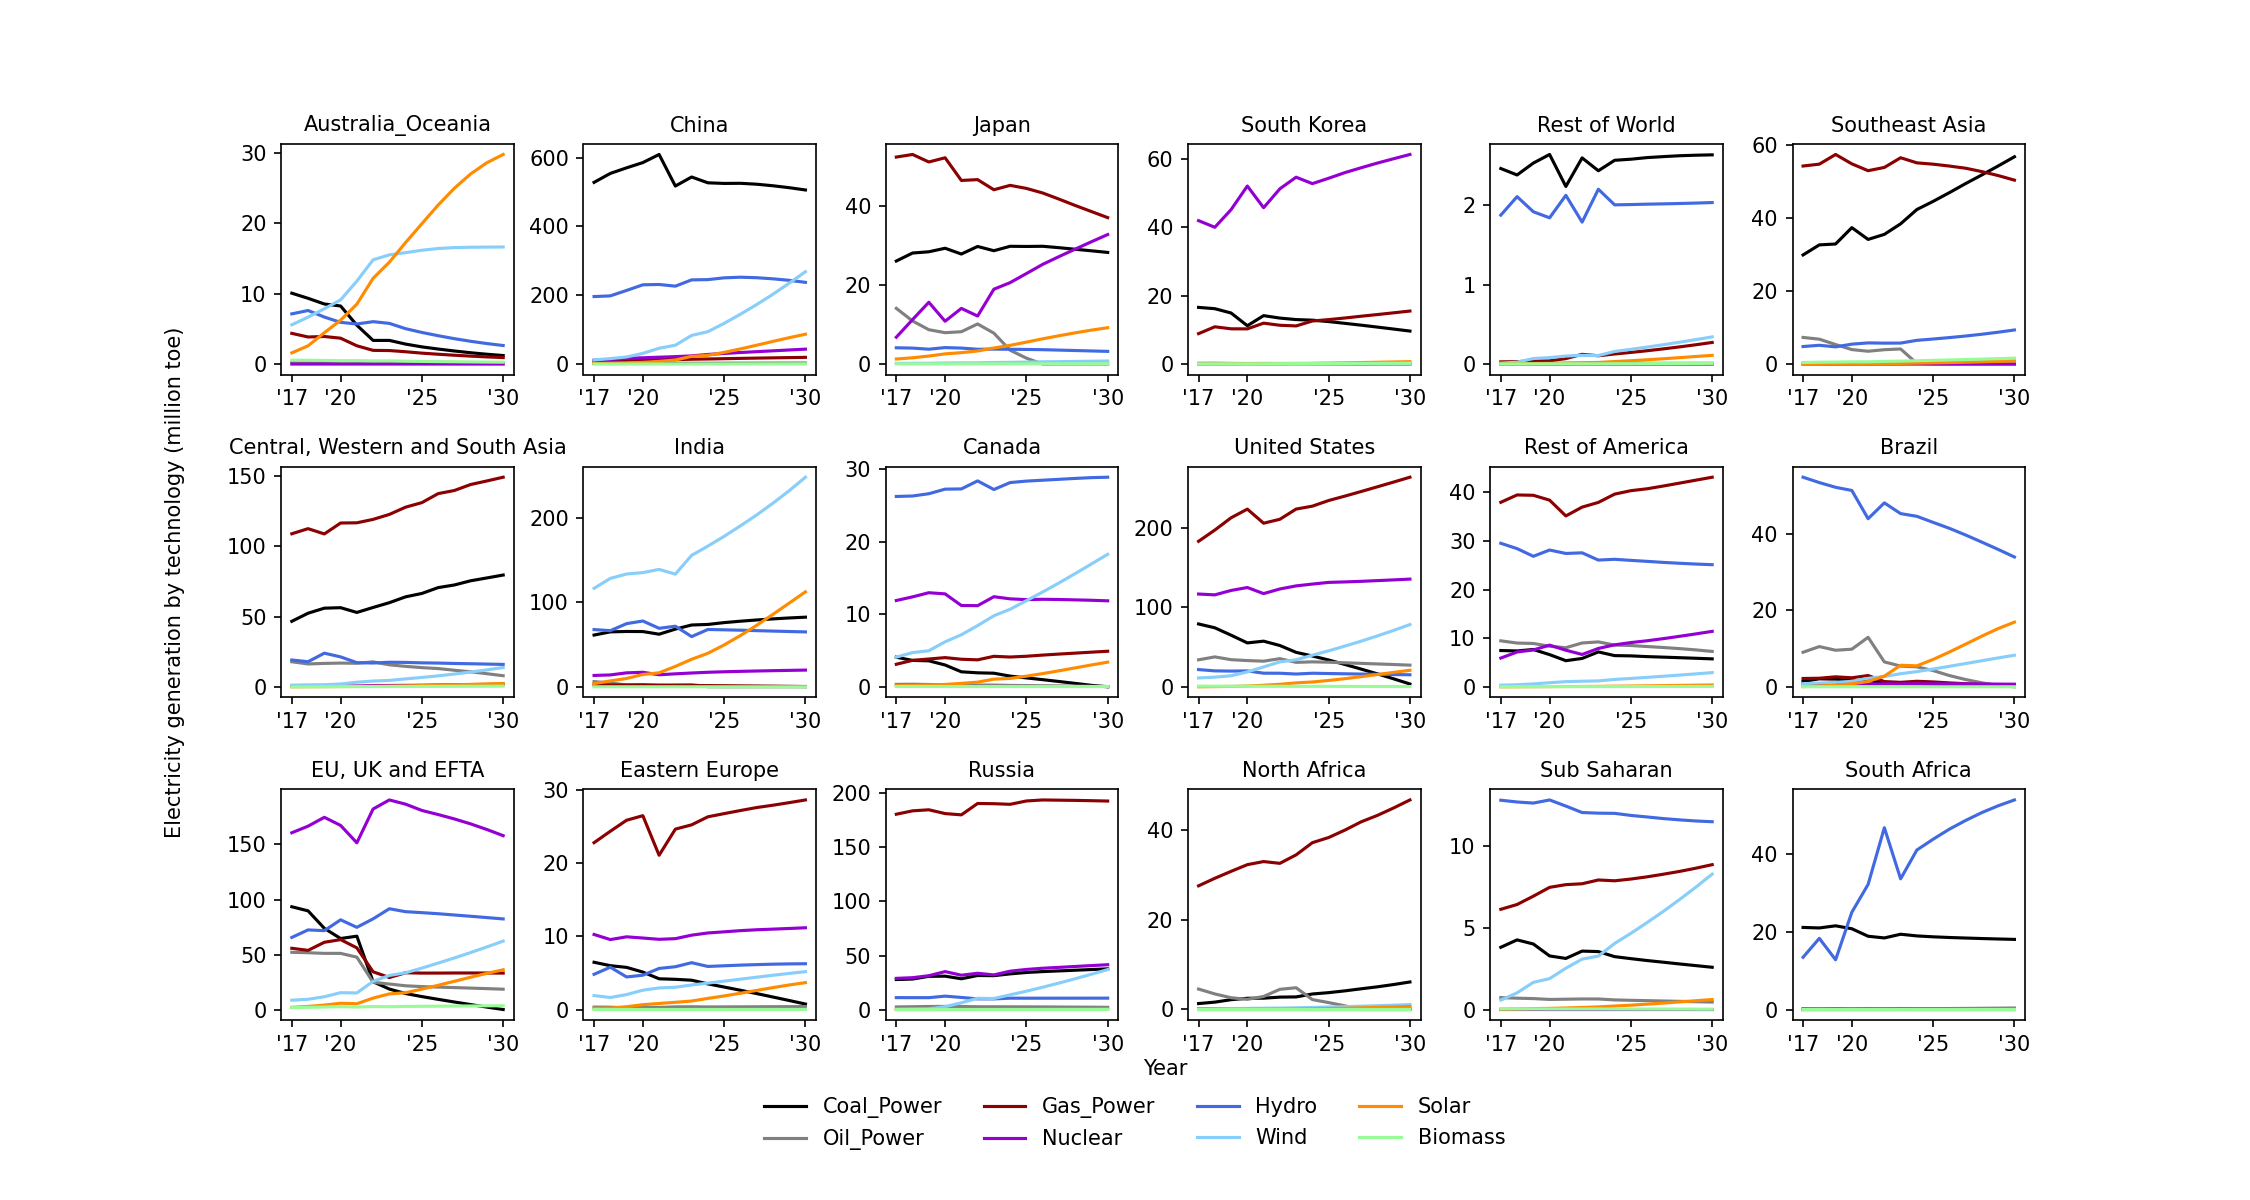 Australia_Oceania
China
Japan
South Korea
Rest of World
Southeast Asia
30
20
10
0
'17 '20 '25 '30
600
400
200
0
'17 '20 '25 '30
40
20
0
'17 '20 '25 '30
60
40
20
0
'17 '20 '25 '30
2
1
0
'17 '20 '25 '30
60
40
20
0
'17 '20 '25 '30
Electricity generation by technology (million toe)
Central, Western and South Asia
India
Canada
United States
Rest of America
Brazil
150
100
50
0
'17 '20 '25 '30
200
100
0
'17 '20 '25 '30
30
20
10
0
'17 '20 '25 '30
200
100
0
'17 '20 '25 '30
40
30
20
10
0
'17 '20 '25 '30
40
20
0
'17 '20 '25 '30
EU, UK and EFTA
Eastern Europe
Russia
North Africa
Sub Saharan
South Africa
150
100
50
0
'17 '20 '25 '30
30
20
10
0
'17 '20 '25 '30
200
150
100
50
0
'17 '20 '25 '30
40
20
0
'17 '20 '25 '30
10
5
0
'17 '20 '25 '30
40
20
0
'17 '20 '25 '30
Year
Coal_Power
Gas_Power
Hydro
Solar
Oil_Power
Nuclear
Wind
Biomass